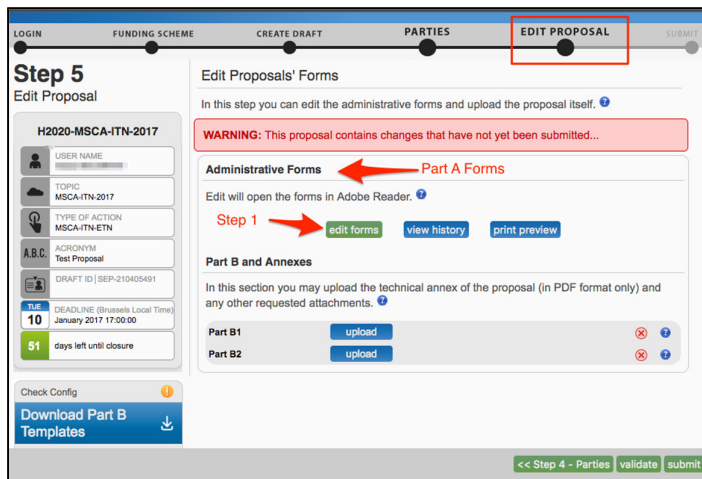 LOGIN FUNDING SCHEME CREATE DRAFT PARTIES EDIT PROPOSAL SUBMIT
Step 5
Edit Proposal
H2020-MSCA-ITN-2017
USER NAME
TOPIC
MSCA-ITN-2017
TYPE OF ACTION
MSCA-ITN-ETN
A.B.C. ACRONYM
Test Proposal
DRAFT ID SEP-210405491
TUE
10
DEADLINE (Brussels Local Time)
January 2017 17:00:00
51 days left until closure
Check Config
Download Part B
Templates
Edit Proposals' Forms
In this step you can edit the administrative forms and upload the proposal itself. ?
WARNING: This proposal contains changes that have not yet been submitted...
Administrative Forms Part A Forms
Edit will open the forms in Adobe Reader. ?
Step 1 edit forms view history print preview
Part B and Annexes
In this section you may upload the technical annex of the proposal (in PDF format only) and
any other requested attachments. ?
Part B1 upload ?
Part B2 upload ?
<< Step 4 - Parties validate submit